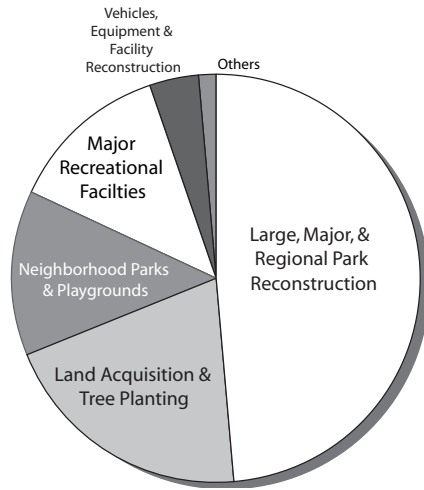 Vehicles,
Equipment &
Facility
Reconstruction
Others
Major
Recreational
Facilties
Large, Major, &
Regional Park
Reconstruction
Neighborhood Parks
& Playgrounds
Land Acquisition &
Tree Planting